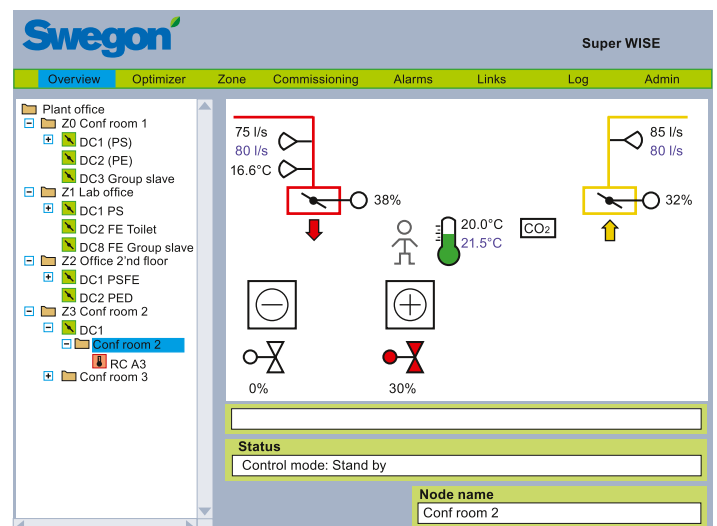 Swegon
Super WISE
Overview Optimizer Zone Commissioning Alarms Links Log Admin
Plant office
Z0 Conf room 1
DC1 (PS)
DC2 (PE)
DC3 Group slave
Z1 Lab office
DC1 PS
DC2 FE Toilet
DC8 FE Group slave
Z2 Office 2'nd floor
DC1 PSFE
DC2 PED
Z3 Conf room 2
DC1
Conf room 2
RC A3
Conf room 3
75 l/s
80 l/s
16.6°C
38%
85 l/s
80 l/s
32%
20.0°C
21.5°C
CO₂
0%
30%
Status
Control mode: Stand by
Node name
Conf room 2